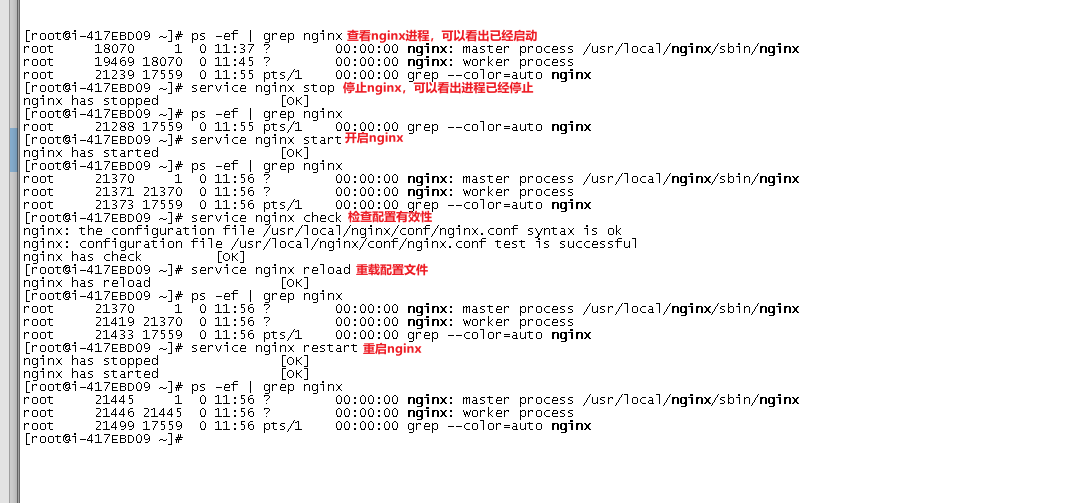 [root@i-417EBD09 ~]# ps -ef | grep nginx 查看nginx进程，可以看出已经启动
root     18070     1  0 11:37 ?        00:00:00 nginx: master process /usr/local/nginx/sbin/nginx
root     19469 18070  0 11:45 ?        00:00:00 nginx: worker process
root     21239 17559  0 11:55 pts/1    00:00:00 grep --color=auto nginx
[root@i-417EBD09 ~]# service nginx stop 停止nginx，可以看出进程已经停止
nginx has stopped               [OK]
[root@i-417EBD09 ~]# ps -ef | grep nginx
root     21288 17559  0 11:55 pts/1    00:00:00 grep --color=auto nginx
[root@i-417EBD09 ~]# service nginx start 开启nginx
nginx has started               [OK]
[root@i-417EBD09 ~]# ps -ef | grep nginx
root     21370     1  0 11:56 ?        00:00:00 nginx: master process /usr/local/nginx/sbin/nginx
root     21371 21370  0 11:56 ?        00:00:00 nginx: worker process
root     21373 17559  0 11:56 pts/1    00:00:00 grep --color=auto nginx
[root@i-417EBD09 ~]# service nginx check 检查配置有效性
nginx: the configuration file /usr/local/nginx/conf/nginx.conf syntax is ok
nginx: configuration file /usr/local/nginx/conf/nginx.conf test is successful
nginx has check         [OK]
[root@i-417EBD09 ~]# service nginx reload 重载配置文件
nginx has reload                [OK]
[root@i-417EBD09 ~]# ps -ef | grep nginx
root     21370     1  0 11:56 ?        00:00:00 nginx: master process /usr/local/nginx/sbin/nginx
root     21419 21370  0 11:56 ?        00:00:00 nginx: worker process
root     21433 17559  0 11:56 pts/1    00:00:00 grep --color=auto nginx
[root@i-417EBD09 ~]# service nginx restart 重启nginx
nginx has stopped               [OK]
nginx has started               [OK]
[root@i-417EBD09 ~]# ps -ef | grep nginx
root     21445     1  0 11:56 ?        00:00:00 nginx: master process /usr/local/nginx/sbin/nginx
root     21446 21445  0 11:56 ?        00:00:00 nginx: worker process
root     21499 17559  0 11:56 pts/1    00:00:00 grep --color=auto nginx
[root@i-417EBD09 ~]#